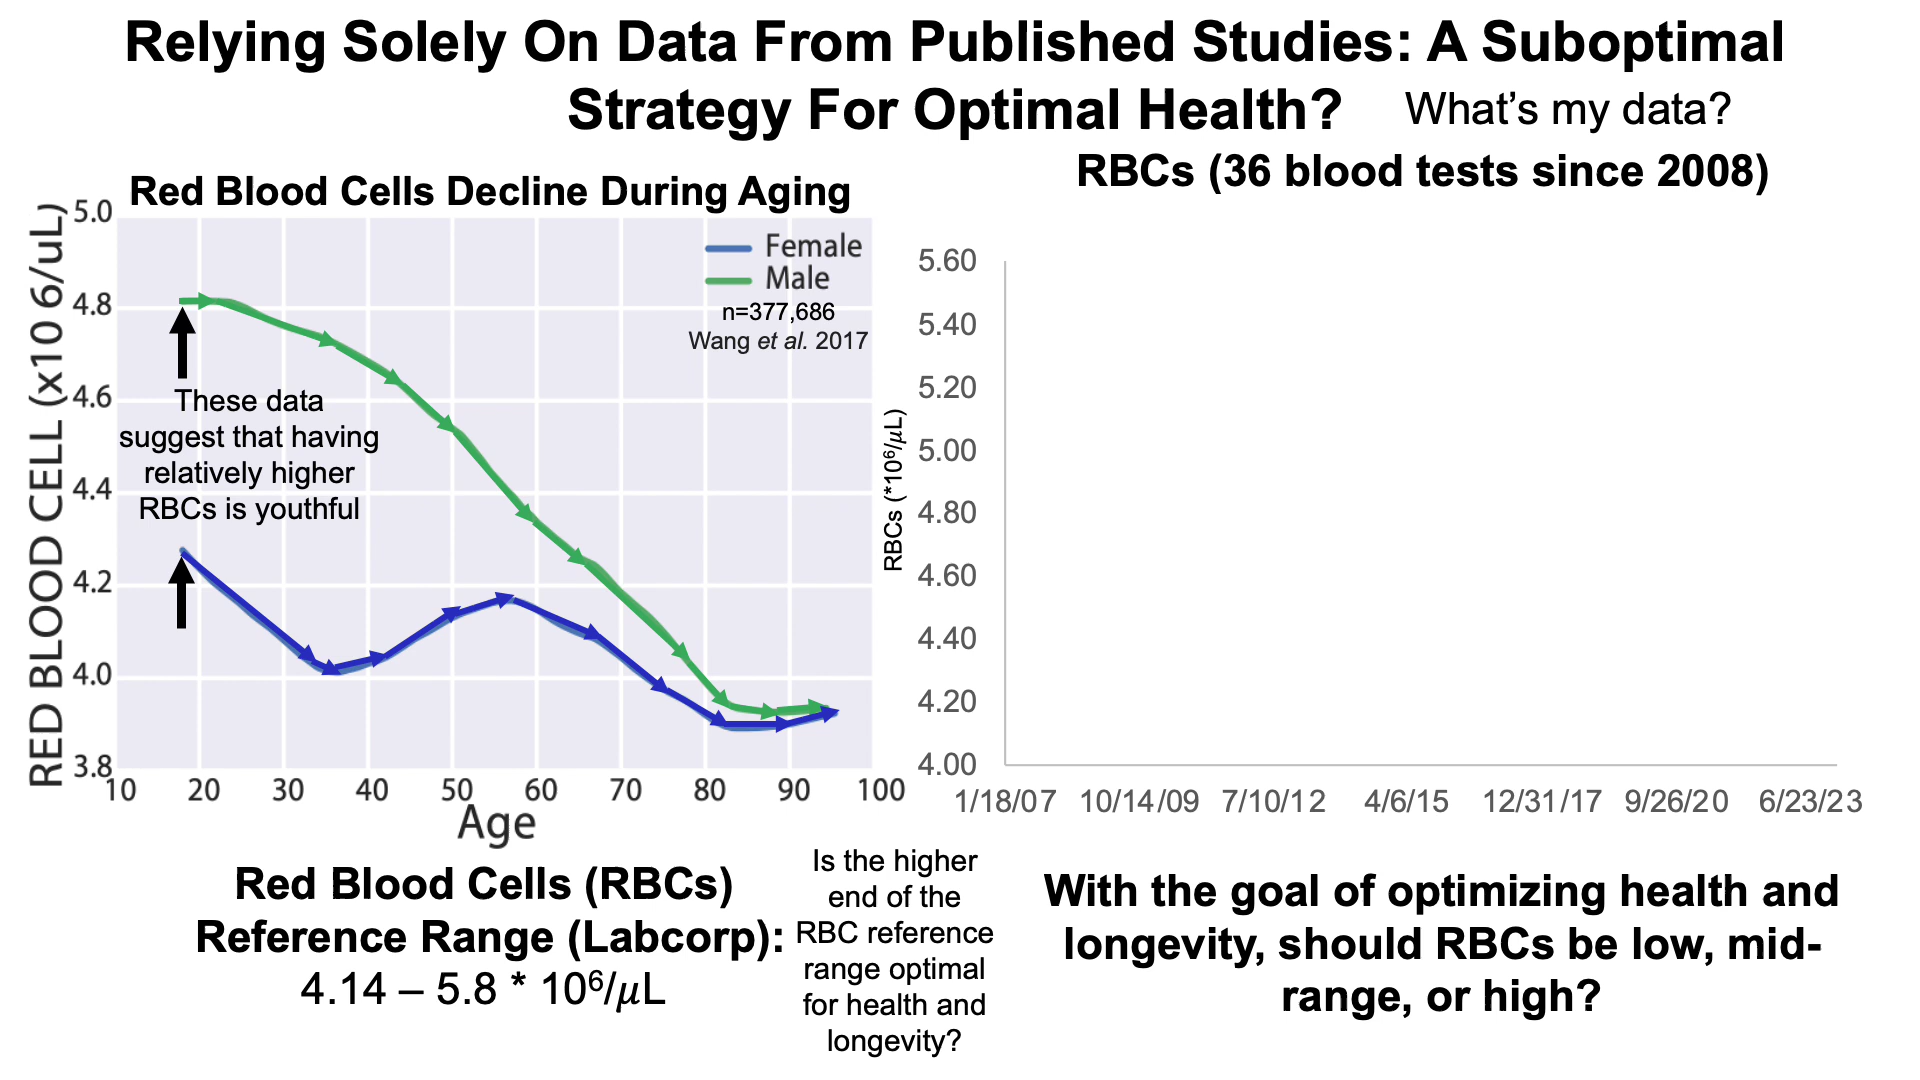 Relying Solely On Data From Published Studies: A Suboptimal
Strategy For Optimal Health?
What's my data?
Red Blood Cells Decline During Aging
RED BLOOD CELL (x10 6/uL)
5.0
4.8
4.6
4.4
4.2
4.0
3.8
Female
Male
n=377,686
Wang et al. 2017
These data
suggest that having
relatively higher
RBCs is youthful
10 20 30 40 50 60 70 80 90 100
Age
RBCs (36 blood tests since 2008)
RBCs (*10⁶/μL)
5.60
5.40
5.20
5.00
4.80
4.60
4.40
4.20
4.00
1/18/07 10/14/09 7/10/12 4/6/15 12/31/17 9/26/20 6/23/23
Red Blood Cells (RBCs)
Reference Range (Labcorp):
4.14 – 5.8 * 10⁶/μL
Is the higher
end of the
RBC reference
range optimal
for health and
longevity?
With the goal of optimizing health and
longevity, should RBCs be low, mid-
range, or high?